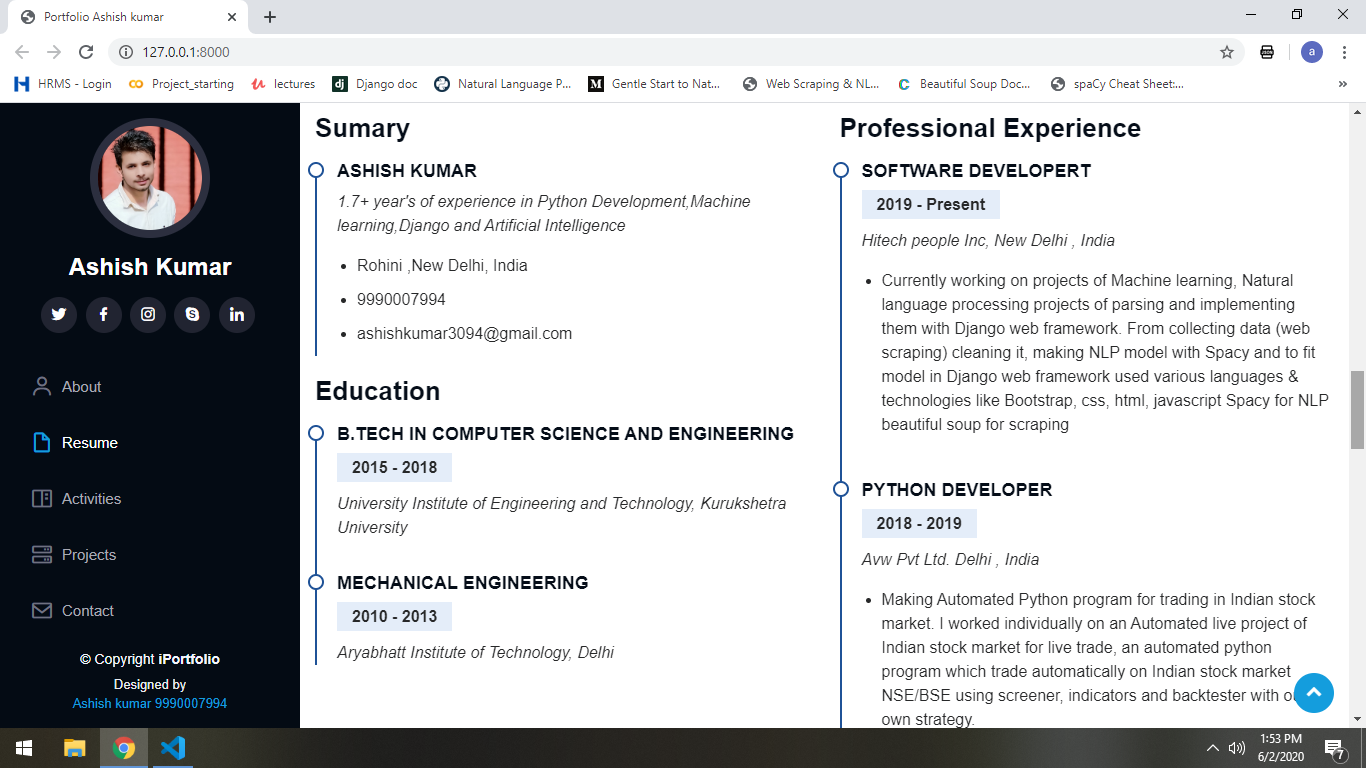 Portfolio Ashish kumar
127.0.0.1:8000
a
HRMS - Login
Project_starting
lectures
Django doc
Natural Language P...
Gentle Start to Nat...
Web Scraping & NL...
Beautiful Soup Doc...
spaCy Cheat Sheet:...
»
Ashish Kumar
About
Resume
Activities
Projects
Contact
© Copyright iPortfolio
Designed by
Ashish kumar 9990007994
Sumary
ASHISH KUMAR
1.7+ year's of experience in Python Development,Machine
learning,Django and Artificial Intelligence
Rohini ,New Delhi, India
9990007994
ashishkumar3094@gmail.com
Education
B.TECH IN COMPUTER SCIENCE AND ENGINEERING
2015 - 2018
University Institute of Engineering and Technology, Kurukshetra
University
MECHANICAL ENGINEERING
2010 - 2013
Aryabhatt Institute of Technology, Delhi
Professional Experience
SOFTWARE DEVELOPERT
2019 - Present
Hitech people Inc, New Delhi , India
Currently working on projects of Machine learning, Natural
language processing projects of parsing and implementing
them with Django web framework. From collecting data (web
scraping) cleaning it, making NLP model with Spacy and to fit
model in Django web framework used various languages &
technologies like Bootstrap, css, html, javascript Spacy for NLP
beautiful soup for scraping
PYTHON DEVELOPER
2018 - 2019
Avw Pvt Ltd. Delhi , India
Making Automated Python program for trading in Indian stock
market. I worked individually on an Automated live project of
Indian stock market for live trade, an automated python
program which trade automatically on Indian stock market
NSE/BSE using screener, indicators and backtester with
own strategy.
1:53 PM
6/2/2020
7